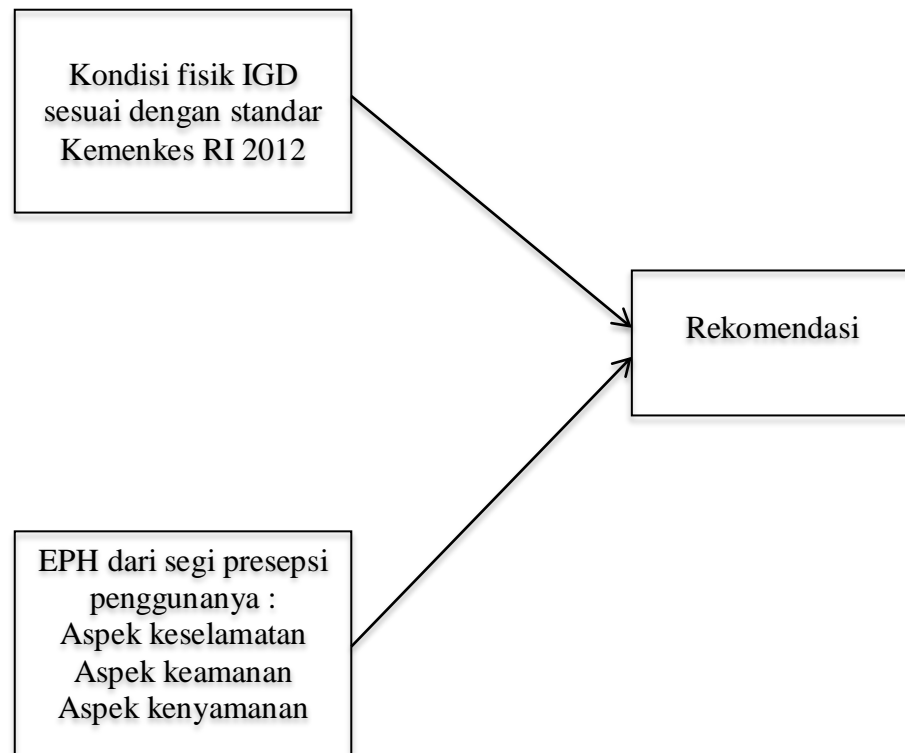 Kondisi fisik IGD
sesuai dengan standar
Kemenkes RI 2012
Rekomendasi
EPH dari segi presepsi
penggunanya :
Aspek keselamatan
Aspek keamanan
Aspek kenyamanan